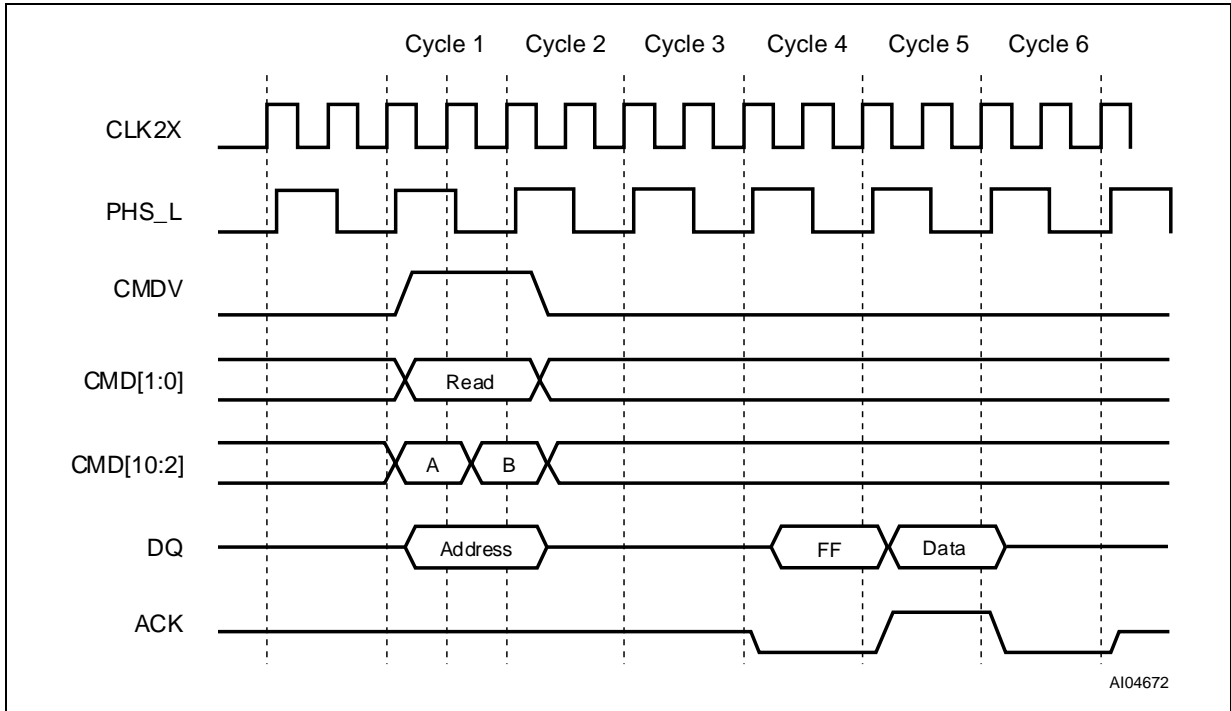 Cycle 1 Cycle 2 Cycle 3 Cycle 4 Cycle 5 Cycle 6
CLK2X
PHS_L
CMDV
CMD[1:0] Read
CMD[10:2] A B
DQ Address FF Data
ACK
AI04672